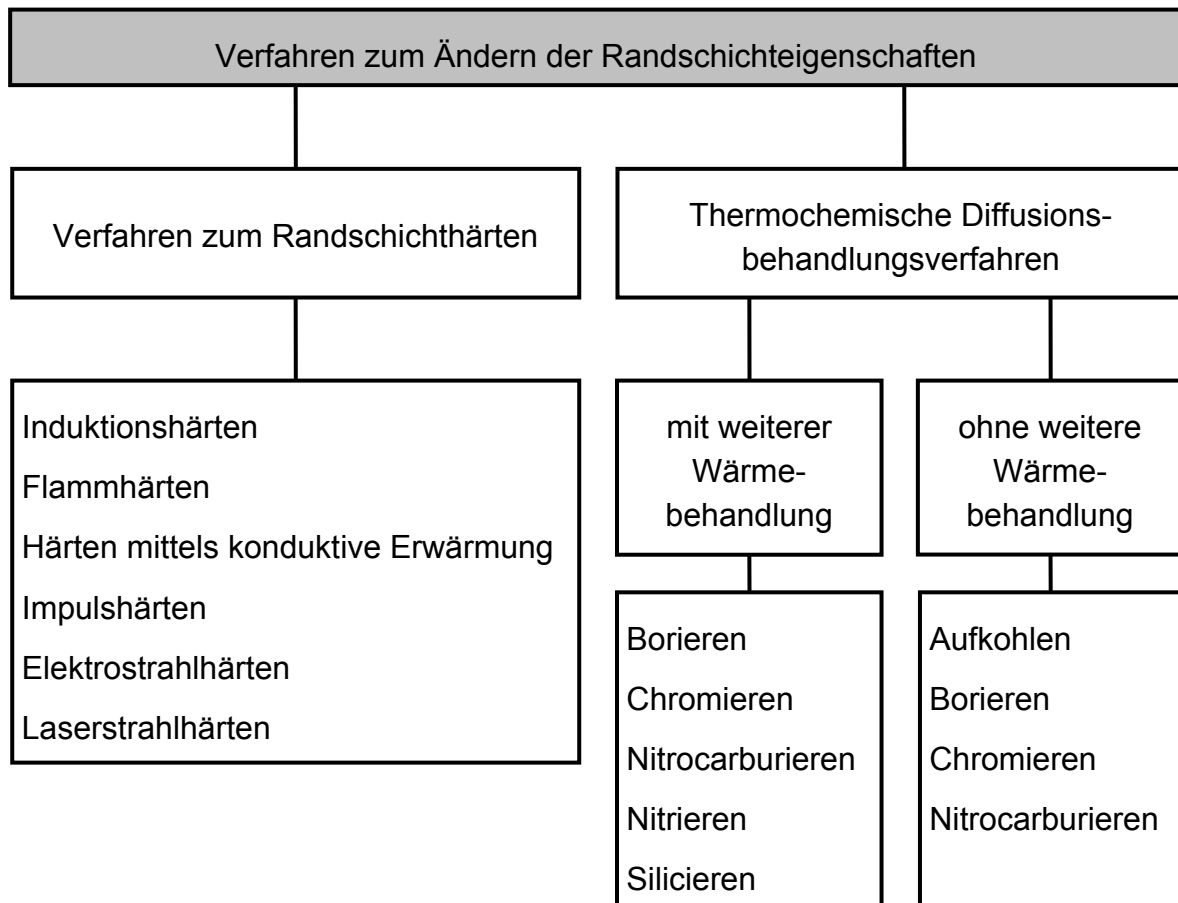 Verfahren zum Ändern der Randschichteigenschaften
Verfahren zum Randschichthärten
Thermochemische Diffusions-
behandlungsverfahren
Induktionshärten
Flammhärten
Härten mittels konduktive Erwärmung
Impulshärten
Elektrostrahlhärten
Laserstrahlhärten
mit weiterer
Wärme-
behandlung
ohne weitere
Wärme-
behandlung
Borieren
Chromieren
Nitrocarburieren
Nitrieren
Silicieren
Aufkohlen
Borieren
Chromieren
Nitrocarburieren